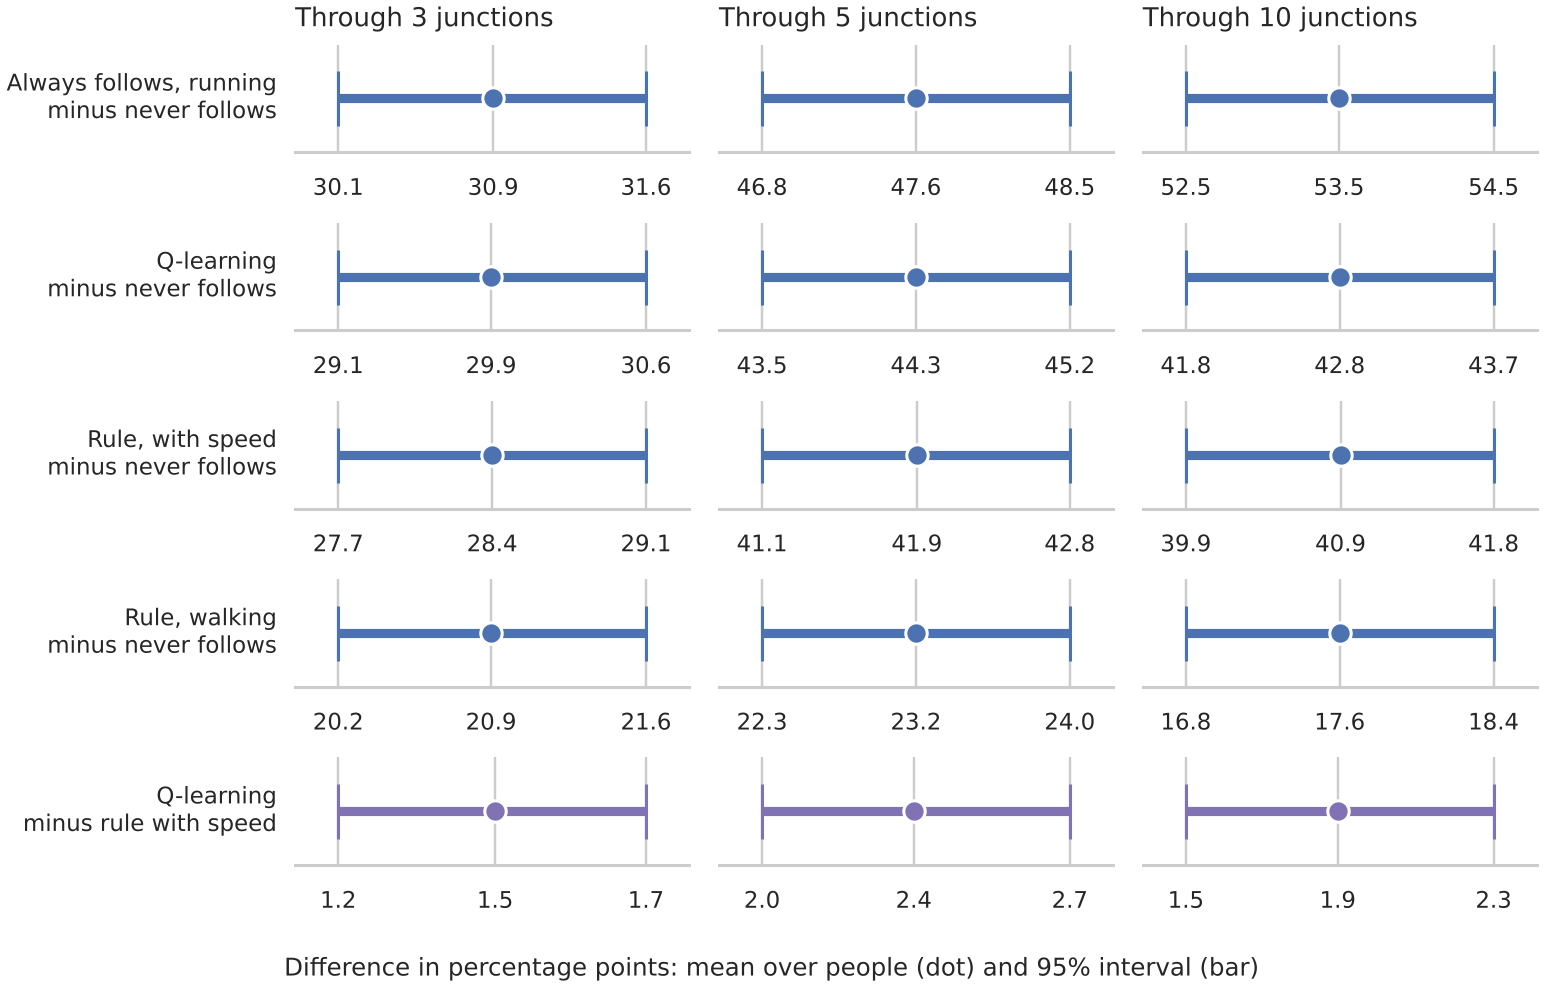 Through 3 junctions
Through 5 junctions
Through 10 junctions
Always follows, running
minus never follows
30.1 30.9 31.6
46.8 47.6 48.5
52.5 53.5 54.5
Q-learning
minus never follows
29.1 29.9 30.6
43.5 44.3 45.2
41.8 42.8 43.7
Rule, with speed
minus never follows
27.7 28.4 29.1
41.1 41.9 42.8
39.9 40.9 41.8
Rule, walking
minus never follows
20.2 20.9 21.6
22.3 23.2 24.0
16.8 17.6 18.4
Q-learning
minus rule with speed
1.2 1.5 1.7
2.0 2.4 2.7
1.5 1.9 2.3
Difference in percentage points: mean over people (dot) and 95% interval (bar)